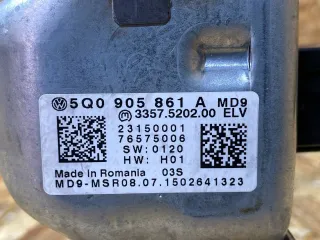 5Q0 905 861 A MD9
3357.5202.00 ELV
23150001
76575006
SW: 0120
HW: H01
Made in Romania 03S
MD9-MSR08.07.1502641323